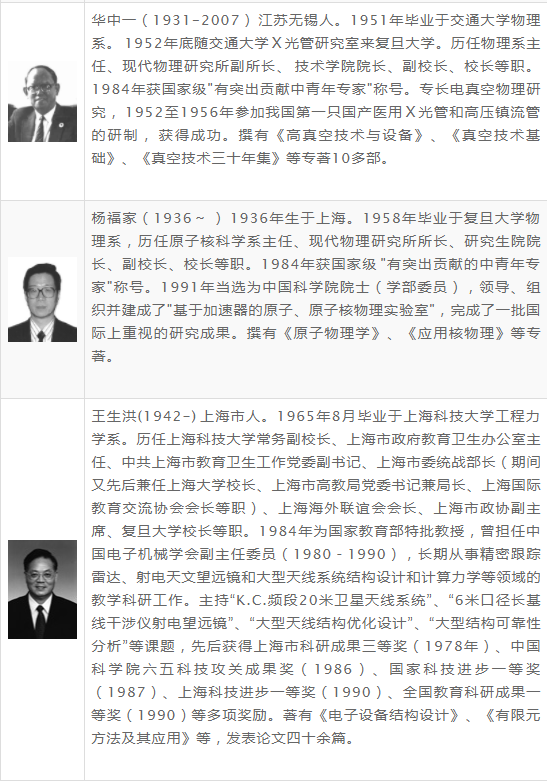 华中一（1931-2007）江苏无锡人。1951年毕业于交通大学物理
系。 1952年底随交通大学Ｘ光管研究室来复旦大学。历任物理系主
任、现代物理研究所副所长、 技术学院院长、副校长、校长等职。
1984年获国家级"有突出贡献中青年专家"称号。专长电真空物理研
究， 1952至1956年参加我国第一只国产医用Ｘ光管和高压镇流管
的研制， 获得成功。撰有《高真空技术与设备》、《真空技术基
础》、《真空技术三十年集》等专著10多部。
杨福家（1936～ ）1936年生于上海。1958年毕业于复旦大学物
理系，历任原子核科学系主任、现代物理研究所所长、研究生院院
长、副校长、校长等职。1984年获国家级 "有突出贡献的中青年专
家"称号。1991年当选为中国科学院院士（学部委员），领导、组
织并建成了"基于加速器的原子、原子核物理实验室"，完成了一批
国际上重视的研究成果。撰有《原子物理学》、《应用核物理》等专
著。
王生洪(1942-) 上海市人。1965年8月毕业于上海科技大学工程力
学系。历任上海科技大学常务副校长、上海市政府教育卫生办公室主
任、中共上海市教育卫生工作党委副书记、上海市委统战部长（期间
又先后兼任上海大学校长、上海市高教局党委书记兼局长、上海国际
教育交流协会会长等职）、上海海外联谊会会长、上海市政协副主
席、复旦大学校长等职。1984年为国家教育部特批教授，曾担任中
国电子机械学会副主任委员（1980－1990），长期从事精密跟踪
雷达、射电天文望远镜和大型天线系统结构设计和计算力学等领域的
教学科研工作。主持“K.C.频段20米卫星天线系统”、“6米口径长基
线干涉仪射电望远镜”、“大型天线结构优化设计”、“大型结构可靠性
分析”等课题，先后获得上海市科研成果三等奖（1978年）、中国
科学院六五科技攻关成果奖（1986）、国家科技进步一等奖
（1987）、上海科技进步一等奖（1990）、全国教育科研成果一
等奖（1990）等多项奖励。著有《电子设备结构设计》、《有限元
方法及其应用》等，发表论文四十余篇。